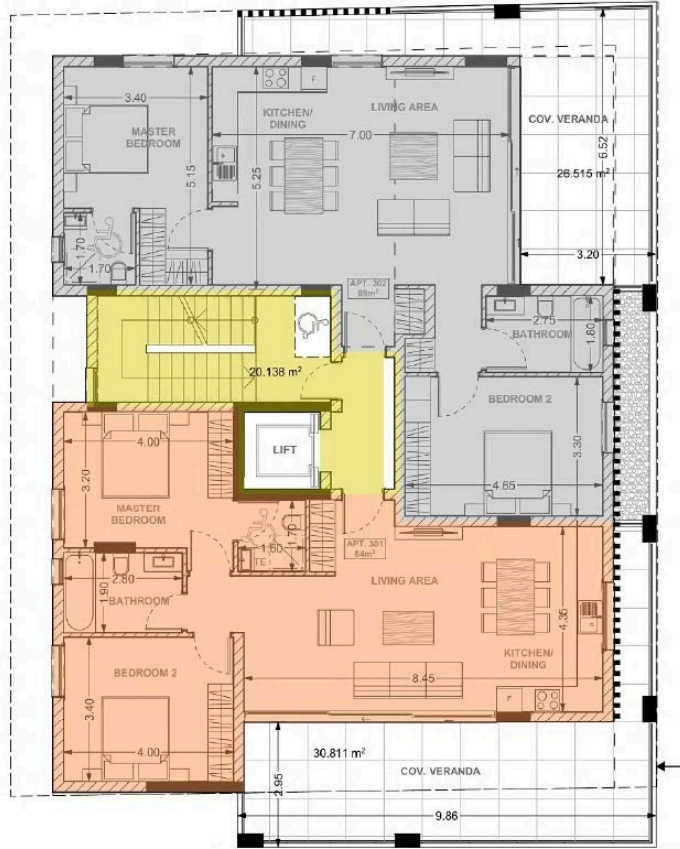 3.40
MASTER
BEDROOM
5.15
1.70
1.70
KITCHEN/
DINING
LIVING AREA
F
7.00
5.25
COV. VERANDA
6.52
26.515 m²
3.20
APT. 302
89m²
2.75
BATHROOM
1.80
20.138 m²
BEDROOM 2
3.30
4.65
LIFT
4.00
3.20
MASTER
BEDROOM
1.70
1.60
TE
APT. 301
84m²
2.80
BATHROOM
1.90
LIVING AREA
4.35
KITCHEN/
DINING
8.45
F
BEDROOM 2
3.40
4.00
30.811 m²
COV. VERANDA
2.95
9.86